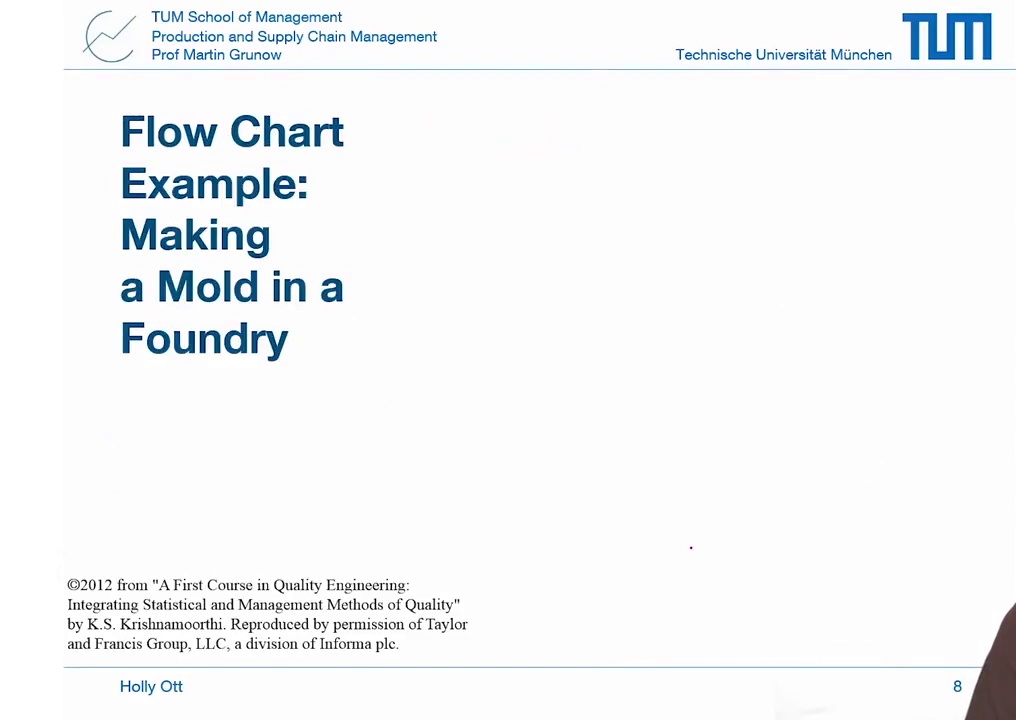 TUM School of Management
Production and Supply Chain Management
Prof Martin Grunow
Technische Universität München
TUM
Flow Chart
Example:
Making
a Mold in a
Foundry
©2012 from "A First Course in Quality Engineering:
Integrating Statistical and Management Methods of Quality"
by K.S. Krishnamoorthi. Reproduced by permission of Taylor
and Francis Group, LLC, a division of Informa plc.
Holly Ott
8